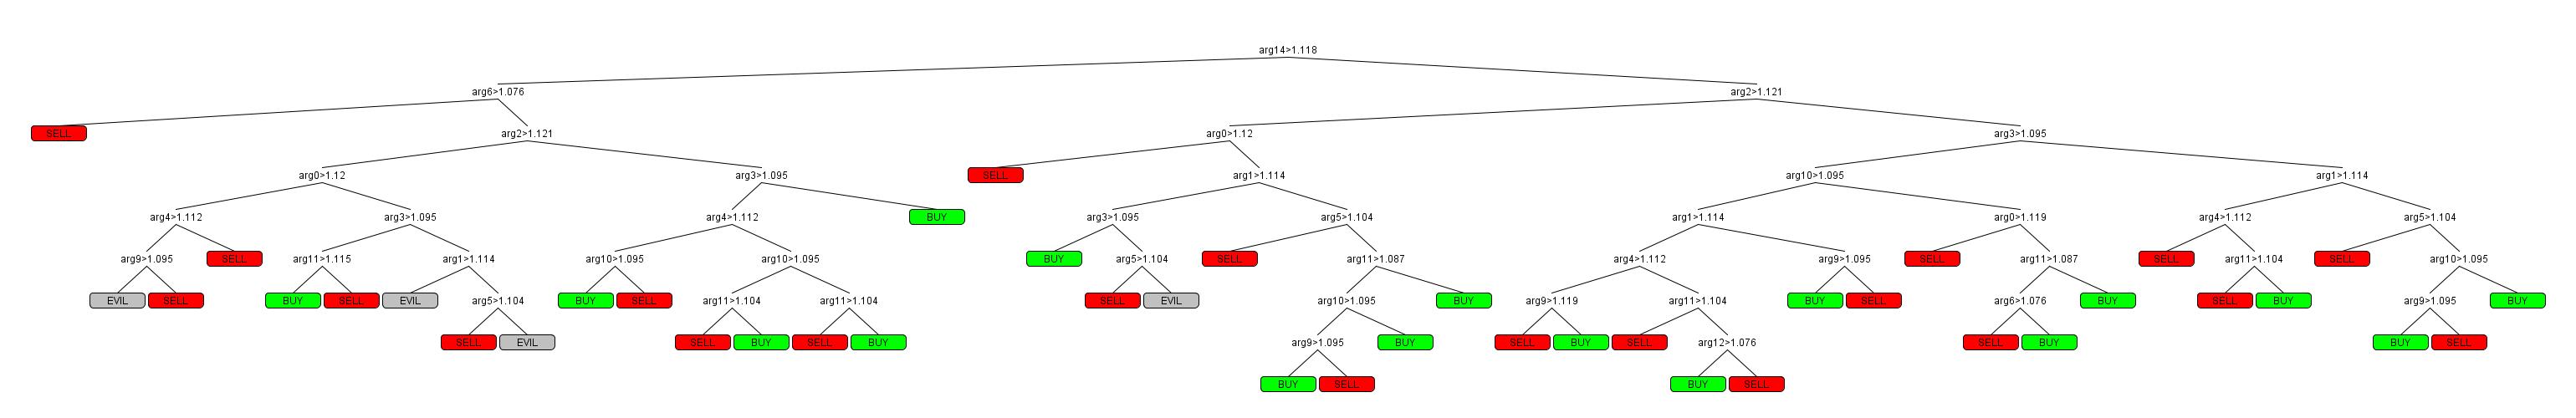 arg14>1.118
arg6>1.076 arg2>1.121
SELL arg2>1.121 arg0>1.12 arg3>1.095
arg0>1.12 arg3>1.095 SELL arg1>1.114 arg10>1.095 arg1>1.114
arg4>1.112 arg3>1.095 arg4>1.112 BUY arg3>1.095 arg5>1.104 arg1>1.114 arg0>1.119 arg4>1.112 arg5>1.104
arg9>1.095 SELL arg11>1.115 arg1>1.114 arg10>1.095 arg10>1.095 BUY arg5>1.104 SELL arg11>1.087 arg4>1.112 arg9>1.095 SELL arg11>1.087 SELL arg11>1.104 SELL arg10>1.095
EVIL SELL BUY SELL EVIL arg5>1.104 BUY SELL arg11>1.104 arg11>1.104 SELL EVIL arg10>1.095 BUY arg9>1.119 arg11>1.104 BUY SELL arg6>1.076 BUY SELL BUY arg9>1.095 BUY
SELL EVIL SELL BUY SELL BUY arg9>1.095 BUY SELL BUY SELL arg12>1.076 SELL BUY BUY SELL
BUY SELL BUY SELL